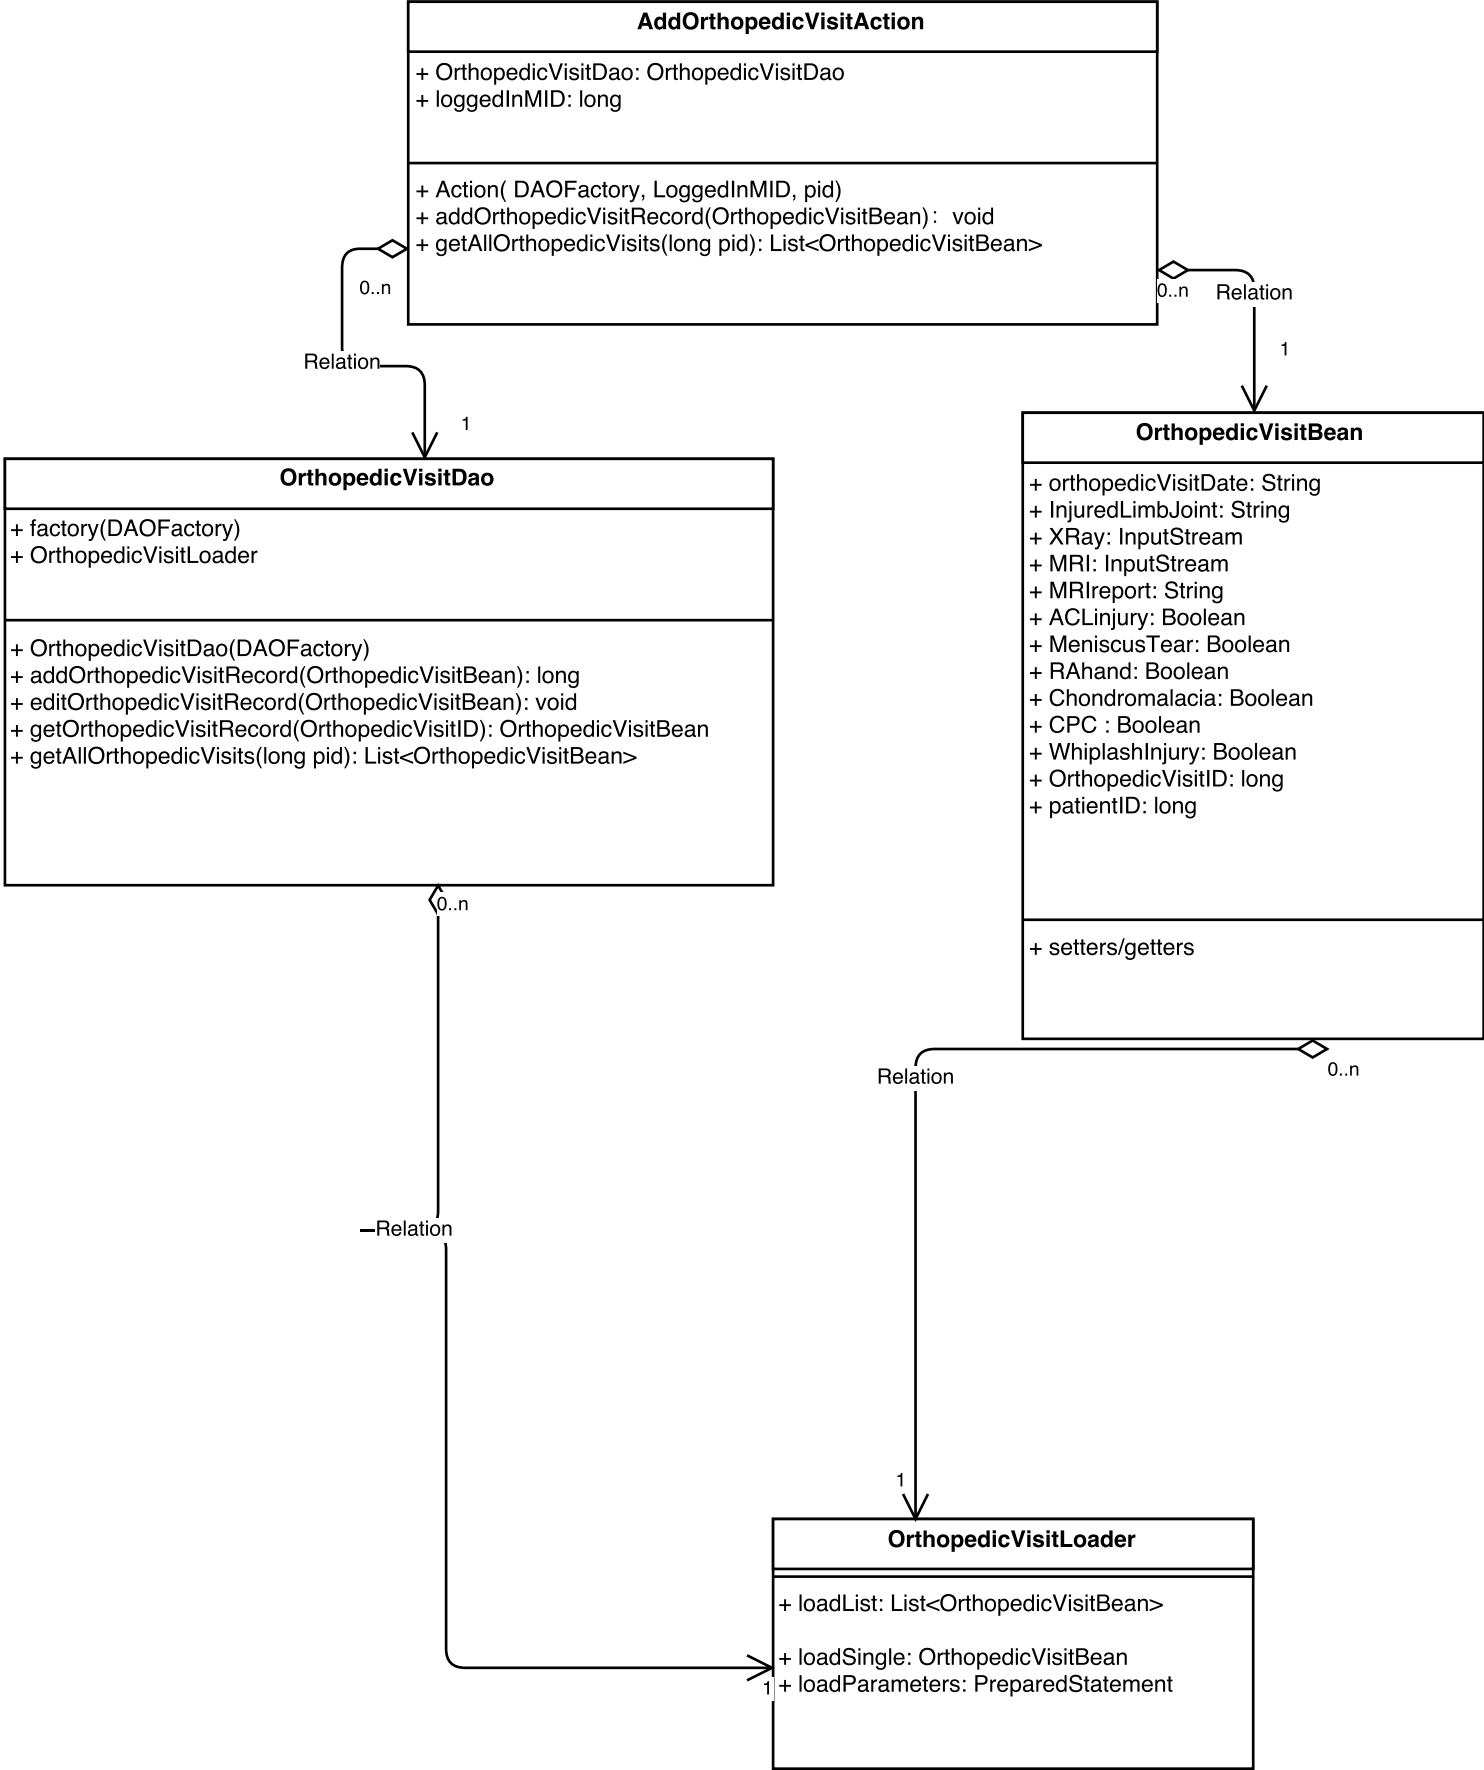 AddOrthopedicVisitAction
+ OrthopedicVisitDao: OrthopedicVisitDao
+ loggedInMID: long
+ Action( DAOFactory, LoggedInMID, pid)
+ addOrthopedicVisitRecord(OrthopedicVisitBean): void
+ getAllOrthopedicVisits(long pid): List<OrthopedicVisitBean>
0..n
Relation
1
0..n
Relation
1
OrthopedicVisitDao
+ factory(DAOFactory)
+ OrthopedicVisitLoader
+ OrthopedicVisitDao(DAOFactory)
+ addOrthopedicVisitRecord(OrthopedicVisitBean): long
+ editOrthopedicVisitRecord(OrthopedicVisitBean): void
+ getOrthopedicVisitRecord(OrthopedicVisitID): OrthopedicVisitBean
+ getAllOrthopedicVisits(long pid): List<OrthopedicVisitBean>
OrthopedicVisitBean
+ orthopedicVisitDate: String
+ InjuredLimbJoint: String
+ XRay: InputStream
+ MRI: InputStream
+ MRIreport: String
+ ACLinjury: Boolean
+ MeniscusTear: Boolean
+ RAhand: Boolean
+ Chondromalacia: Boolean
+ CPC : Boolean
+ WhiplashInjury: Boolean
+ OrthopedicVisitID: long
+ patientID: long
+ setters/getters
0..n
Relation
1
0..n
Relation
1
OrthopedicVisitLoader
+ loadList: List<OrthopedicVisitBean>
+ loadSingle: OrthopedicVisitBean
+ loadParameters: PreparedStatement